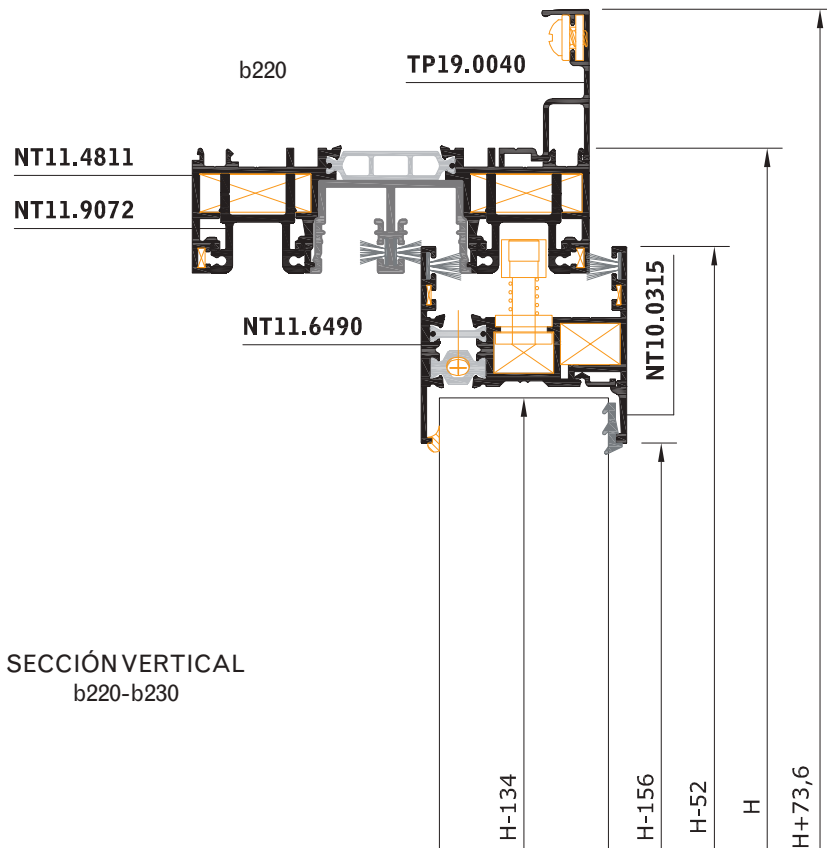 b220
TP19.0040
NT11.4811
NT11.9072
NT11.6490
NT10.0315
SECCIÓN VERTICAL
b220-b230
H-134
H-156
H-52
H
H+73,6